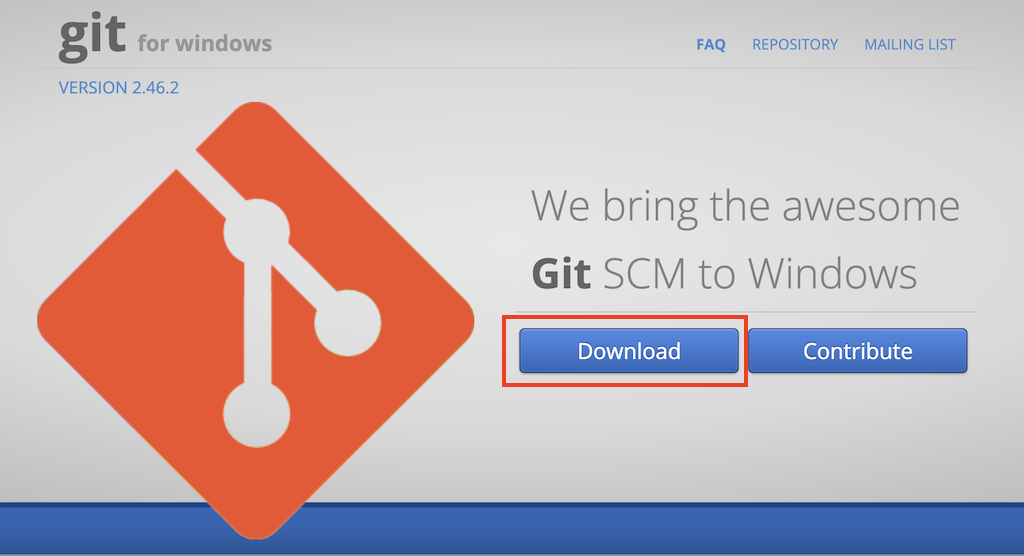 git for windows
FAQ REPOSITORY MAILING LIST
VERSION 2.46.2
We bring the awesome
Git SCM to Windows
Download Contribute